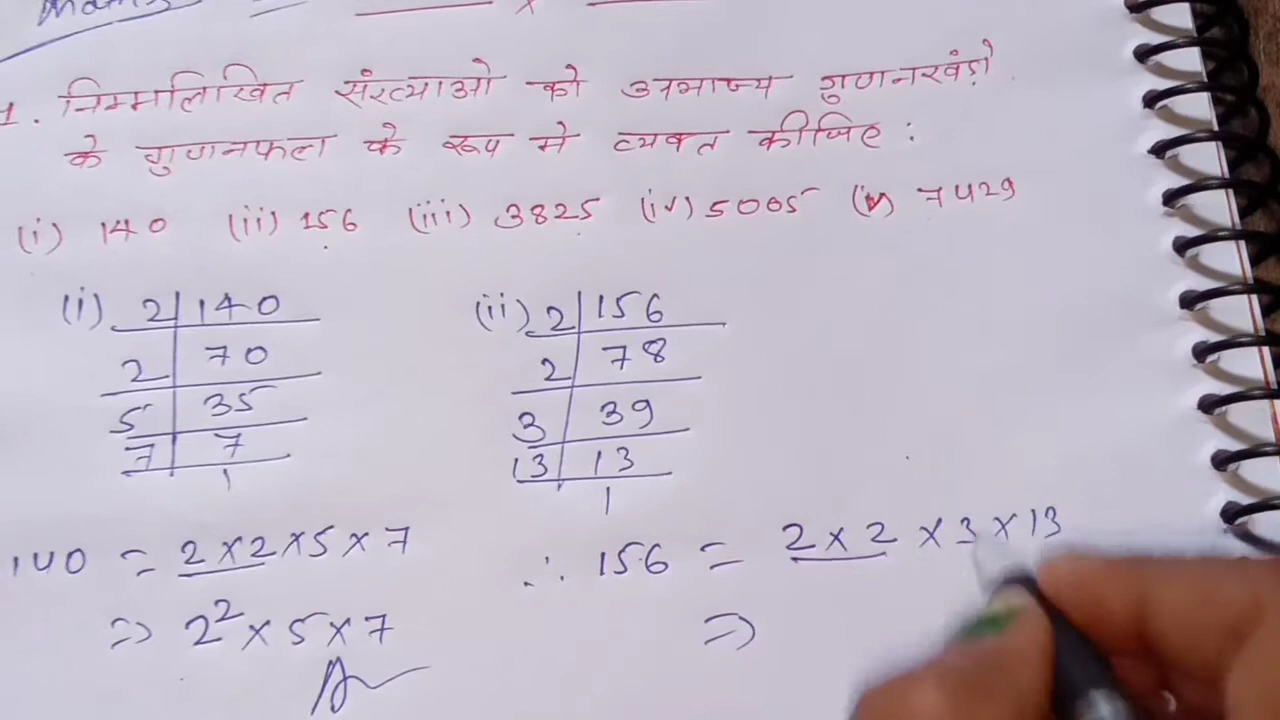 1. निम्मलिखित संख्याओ को अभाज्य गुणनखंड़ो
के गुणनफल के रूप मे व्यक्त कीजिए :
(i) 140 (ii) 156 (iii) 3825 (iv) 5005 (v) 7429
(i) 2 | 140
2 | 70
5 | 35
7 | 7
1
(ii) 2 | 156
2 | 78
3 | 39
13 | 13
1
140 = 2 × 2 × 5 × 7
⇒ 2² × 5 × 7
∴ 156 = 2 × 2 × 3 × 13
⇒